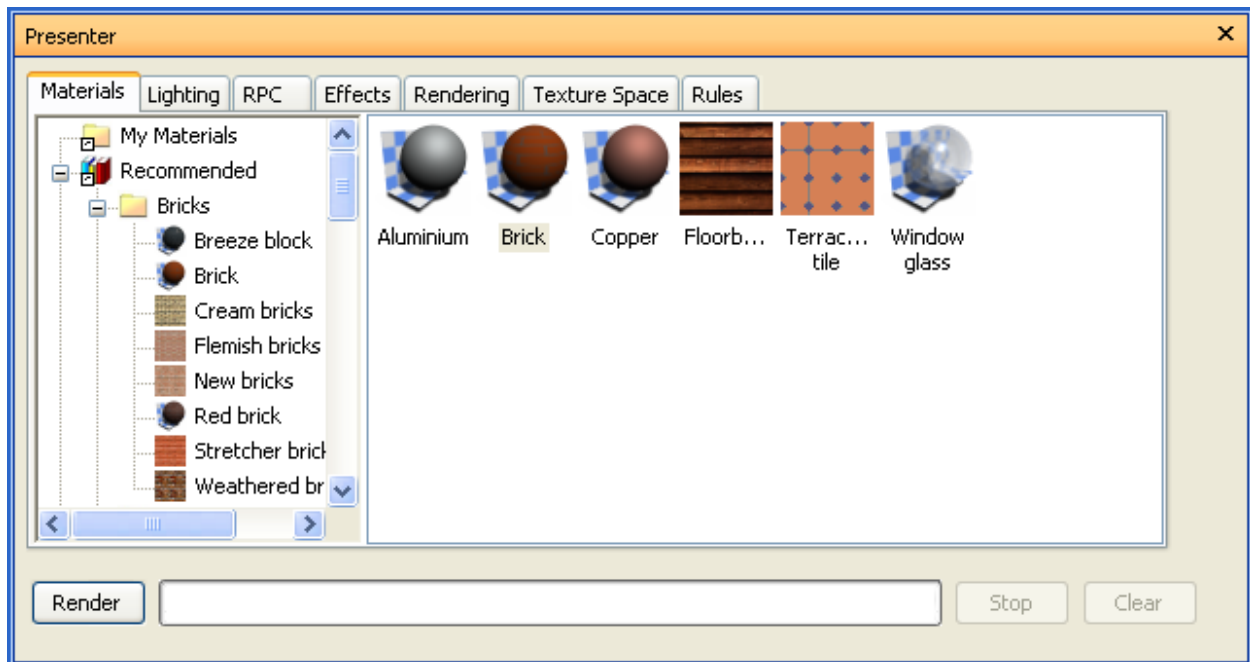 Presenter
Materials Lighting RPC Effects Rendering Texture Space Rules
My Materials
Recommended
Bricks
Breeze block
Brick
Cream bricks
Flemish bricks
New bricks
Red brick
Stretcher brick
Weathered br
Aluminium Brick Copper Floorb... Terrac... Window
tile glass
Render Stop Clear